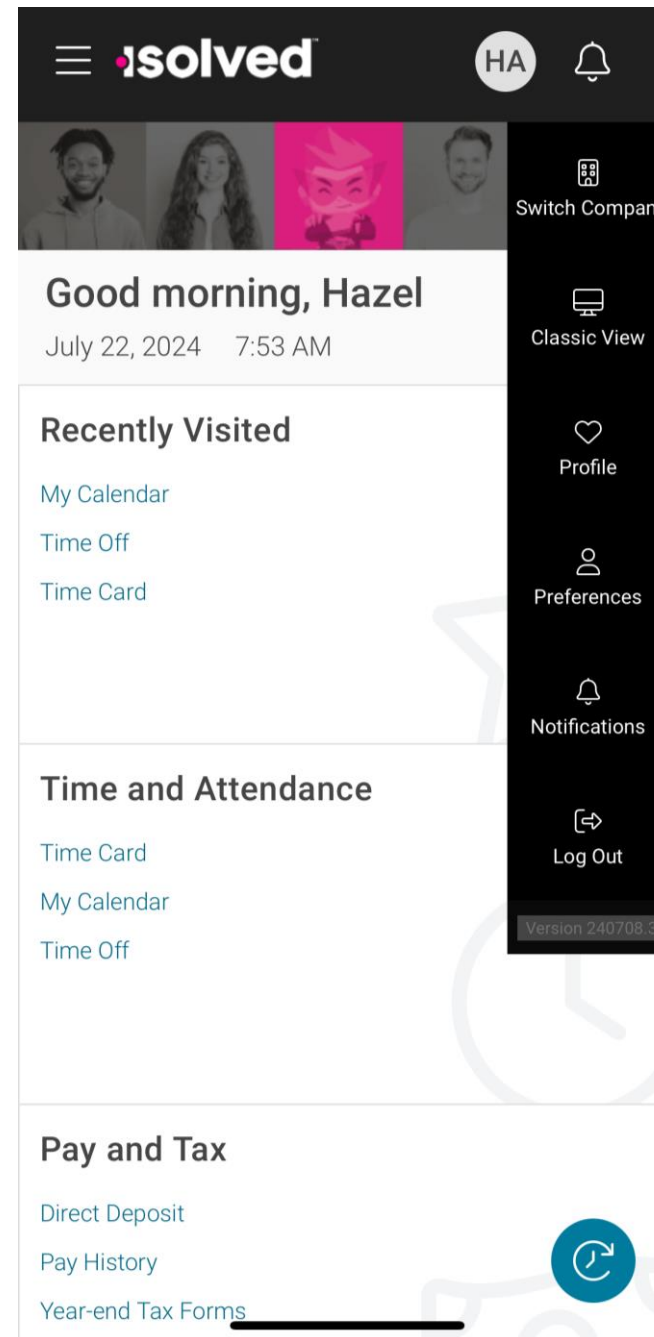 isolved
HA
Switch Compan
Good morning, Hazel
July 22, 2024 7:53 AM
Classic View
Recently Visited
My Calendar
Time Off
Time Card
Profile
Preferences
Notifications
Time and Attendance
Time Card
My Calendar
Time Off
Log Out
Version 240708.3
Pay and Tax
Direct Deposit
Pay History
Year-end Tax Forms